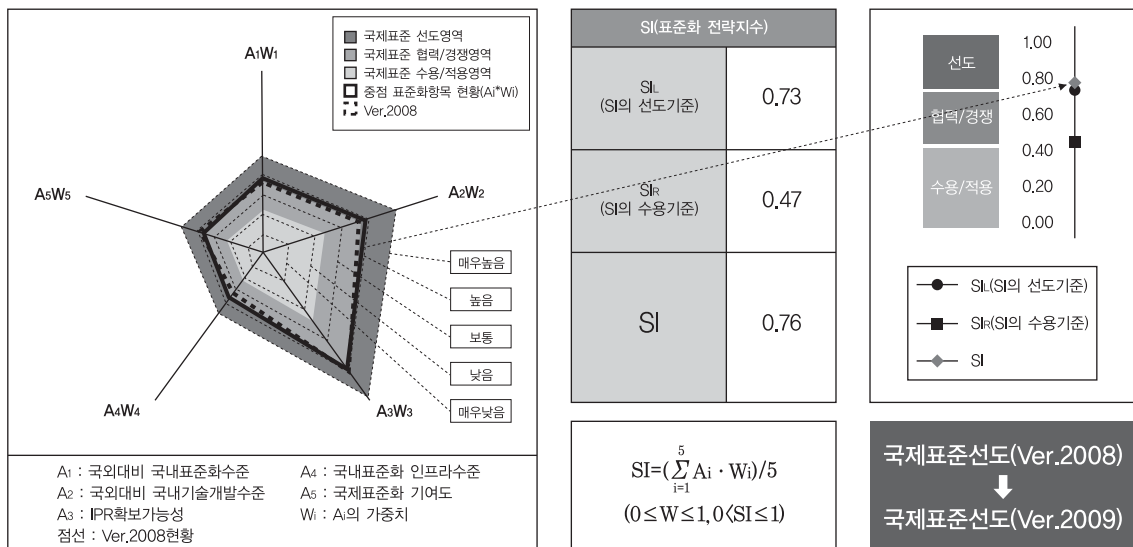 국제표준 선도영역
국제표준 협력/경쟁영역
국제표준 수용/적용영역
중점 표준화항목 현황(Ai*Wi)
Ver.2008
A1W1
A2W2
A5W5
A4W4
A3W3
매우높음
높음
보통
낮음
매우낮음
A1 : 국외대비 국내표준화수준
A2 : 국외대비 국내기술개발수준
A3 : IPR확보가능성
점선 : Ver.2008현황
A4 : 국내표준화 인프라수준
A5 : 국제표준화 기여도
Wi : Ai의 가중치
SI(표준화 전략지수)
SIL
(SI의 선도기준)
0.73
SIR
(SI의 수용기준)
0.47
SI
0.76
SI=(∑ Ai · Wi)/5
5
i=1
(0≤W≤1, 0<SI≤1)
선도
협력/경쟁
수용/적용
1.00
0.80
0.60
0.40
0.20
0.00
SIL(SI의 선도기준)
SIR(SI의 수용기준)
SI
국제표준선도(Ver.2008)
국제표준선도(Ver.2009)